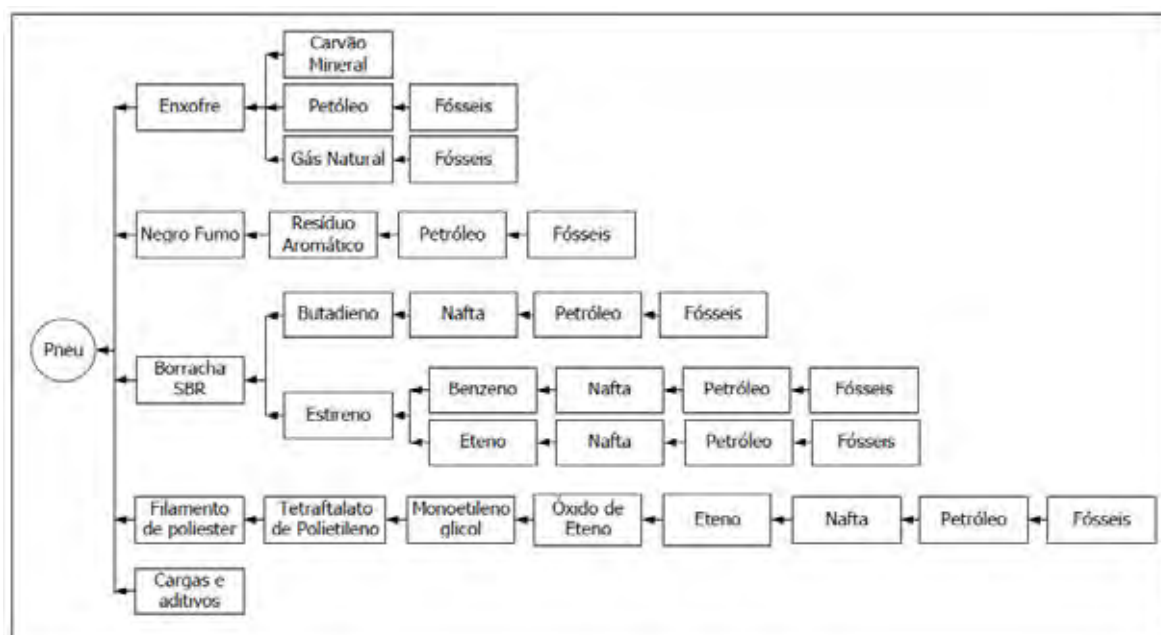 Carvão
Mineral
Enxofre
Petóleo
Fósseis
Gás Natural
Fósseis
Negro Fumo
Resíduo
Aromático
Petróleo
Fósseis
Butadieno
Nafta
Petróleo
Fósseis
Pneu
Borracha
SBR
Benzeno
Nafta
Petróleo
Fósseis
Estireno
Eteno
Nafta
Petróleo
Fósseis
Filamento
de poliester
Tetraftalato
de Polietileno
Monoetileno
glicol
Óxido de
Eteno
Eteno
Nafta
Petróleo
Fósseis
Cargas e
aditivos